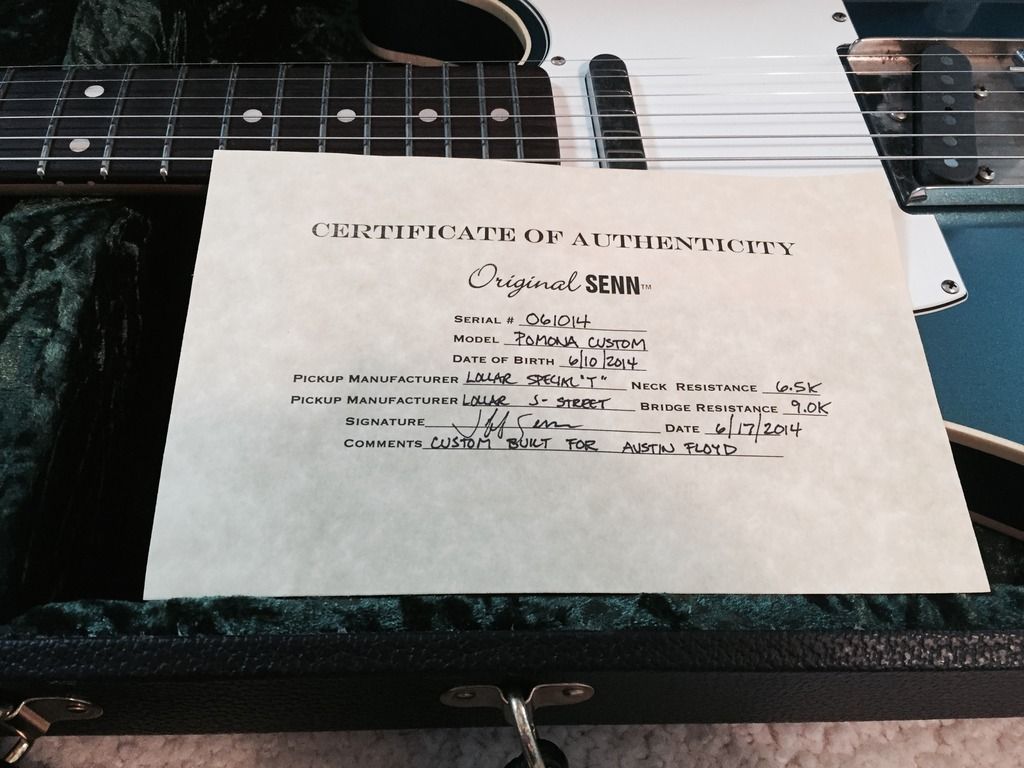 CERTIFICATE OF AUTHENTICITY
Original SENN™
SERIAL # 061014
MODEL POMONA CUSTOM
DATE OF BIRTH 6/10/2014
PICKUP MANUFACTURER LOLLAR SPECIAL "T" NECK RESISTANCE 6.5K
PICKUP MANUFACTURER LOLLAR J-STREET BRIDGE RESISTANCE 9.0K
SIGNATURE Jeff Senn DATE 6/17/2014
COMMENTS CUSTOM BUILT FOR AUSTIN FLOYD